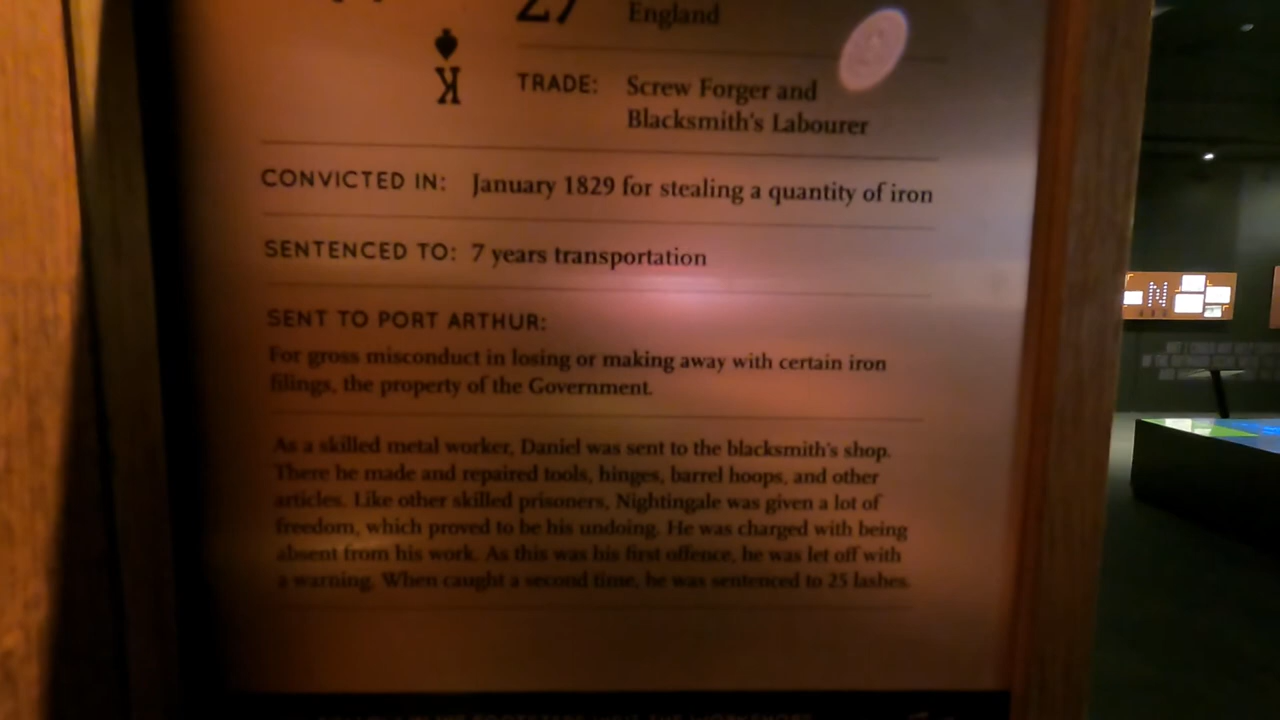 27
England
K
TRADE: Screw Forger and
Blacksmith's Labourer
CONVICTED IN: January 1829 for stealing a quantity of iron
SENTENCED TO: 7 years transportation
SENT TO PORT ARTHUR:
For gross misconduct in losing or making away with certain iron
filings, the property of the Government.
As a skilled metal worker, Daniel was sent to the blacksmith's shop.
There he made and repaired tools, hinges, barrel hoops, and other
articles. Like other skilled prisoners, Nightingale was given a lot of
freedom, which proved to be his undoing. He was charged with being
absent from his work. As this was his first offence, he was let off with
a warning. When caught a second time, he was sentenced to 25 lashes.
N